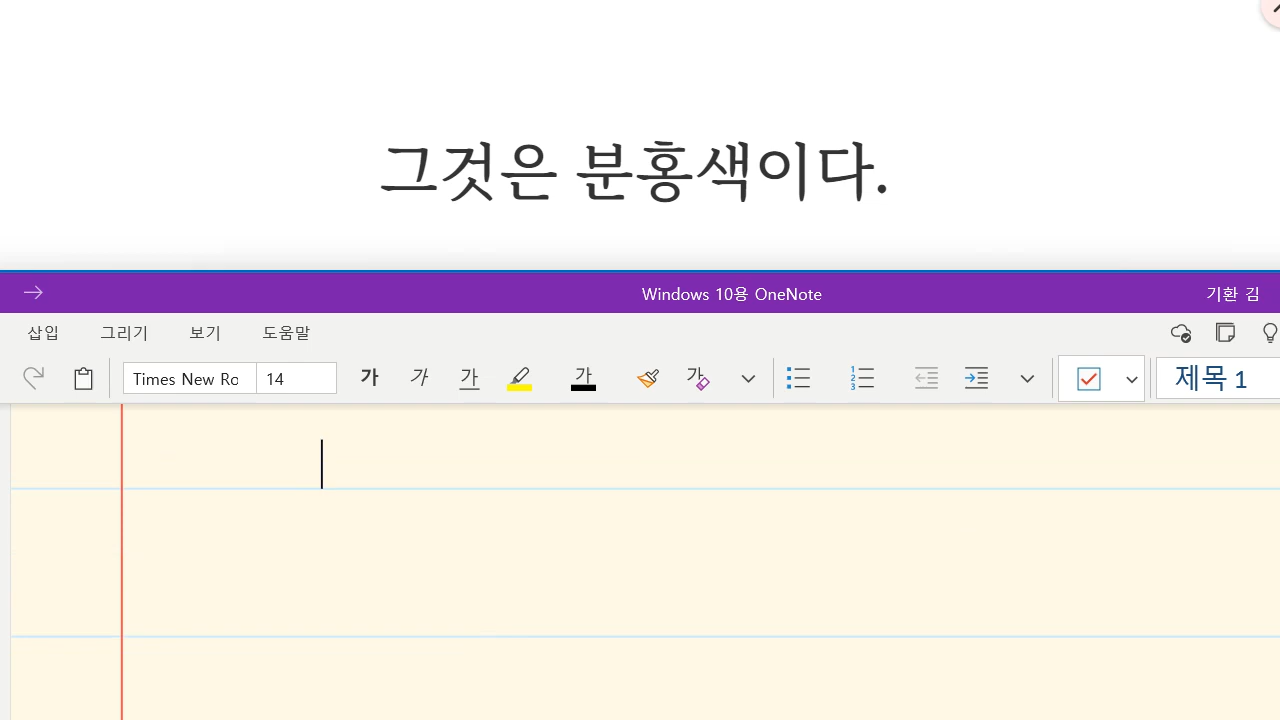 그것은 분홍색이다.
Windows 10용 OneNote
기환 김
삽입 그리기 보기 도움말
Times New Ro 14 가 가 가 가 가 제목 1